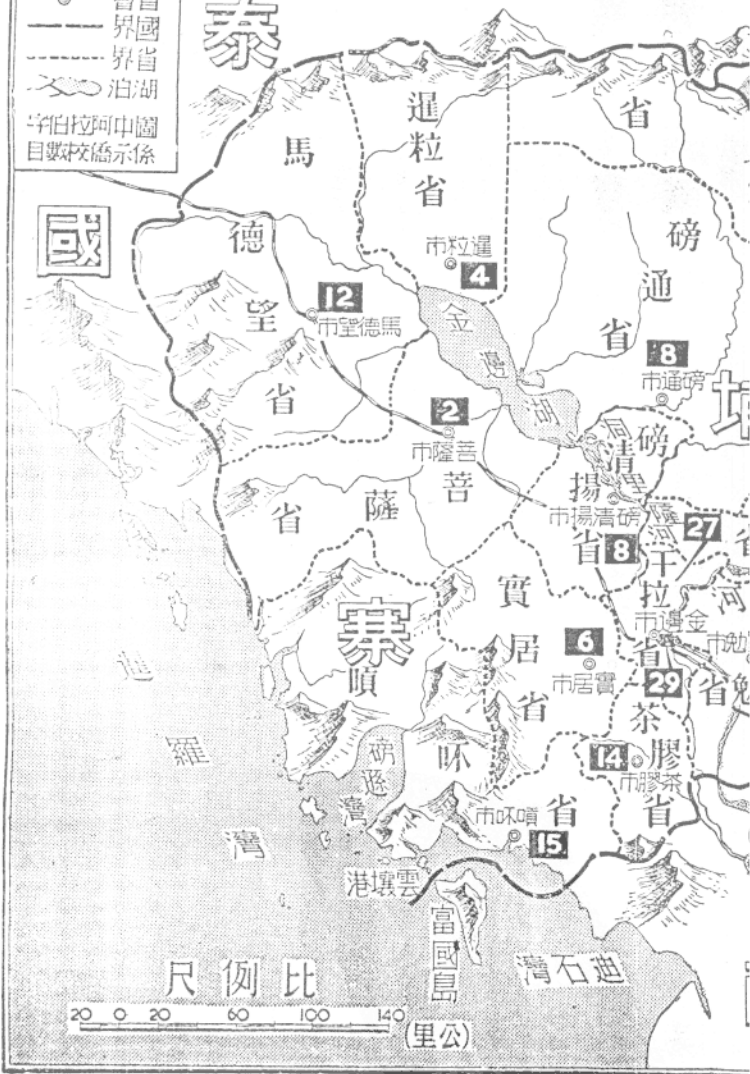 泰
國
界國
界省
泊湖
字伯拉阿中圖
目數校僑示係
馬德望省
暹粒省
省
磅通省
市粒暹
4
12
市望德馬
金邊湖
8
市通磅
2
市隆菩
磅清揚省
市揚清磅
8
省薩菩
27
干拉省
河
省
寨
市邊金
實居省
6
市居實
29
茶膠省
14
市膠茶
嗊吥省
市吥嗊
15
暹羅灣
磅遜灣
港壤雲
富國島
灣石迪
尺例比
20 0 20 60 100 140
(里公)